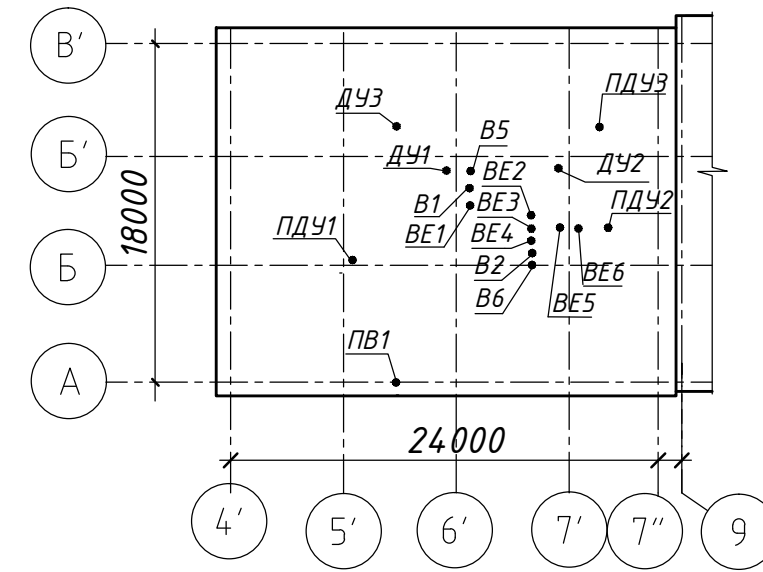 В'
ПДУ3
ДУ3
В5
Б'
ДУ1
ДУ2
ВЕ2
В1
ВЕ3
18000
ПДУ2
ПДУ1
ВЕ1
ВЕ4
Б
В2
ВЕ6
В6
ВЕ5
ПВ1
А
24000
4'
5'
6'
7'
7"
9